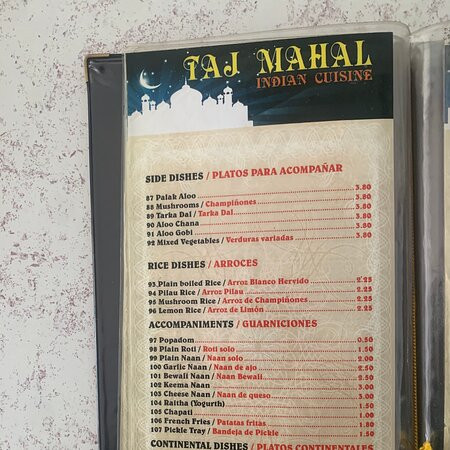 TAJ MAHAL
INDIAN CUISINE
SIDE DISHES / PLATOS PARA ACOMPAÑAR
87 Palak Aloo 3.80
88 Mushrooms / Champiñones 3.80
89 Tarka Dal / Tarka Dal 3.80
90 Aloo Chana 3.80
91 Aloo Gobi 3.80
92 Mixed Vegetables / Verduras variadas 3.80
RICE DISHES / ARROCES
93 Plain boiled Rice / Arroz Blanco Hervido 2.25
94 Pilau Rice / Arroz Pilau 2.25
95 Mushroom Rice / Arroz de Champiñones 2.25
96 Lemon Rice / Arroz de Limón 2.25
ACCOMPANIMENTS / GUARNICIONES
97 Popadom 0.50
98 Plain Roti / Roti solo 1.50
99 Plain Naan / Naan solo 2.00
100 Garlic Naan / Naan de ajo 2.50
101 Bewali Naan / Naan Bewali 2.50
102 Keema Naan 3.00
103 Cheese Naan / Naan de queso 3.00
104 Raitha (Yogurth) 1.50
105 Chapati 1.00
106 French Fries / Patatas fritas 1.80
107 Pickle Tray / Bandeja de Pickle 1.50
CONTINENTAL DISHES / PLATOS CONTINENTALES